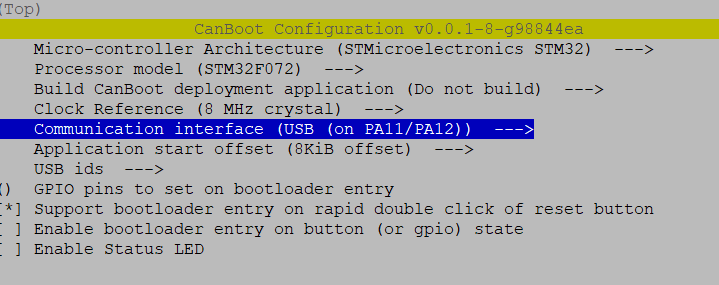 (Top)
CanBoot Configuration v0.0.1-8-g98844ea
Micro-controller Architecture (STMicroelectronics STM32)  --->
Processor model (STM32F072)  --->
Build CanBoot deployment application (Do not build)  --->
Clock Reference (8 MHz crystal)  --->
Communication interface (USB (on PA11/PA12))  --->
Application start offset (8KiB offset)  --->
USB ids  --->
()  GPIO pins to set on bootloader entry
[*] Support bootloader entry on rapid double click of reset button
[ ] Enable bootloader entry on button (or gpio) state
[ ] Enable Status LED